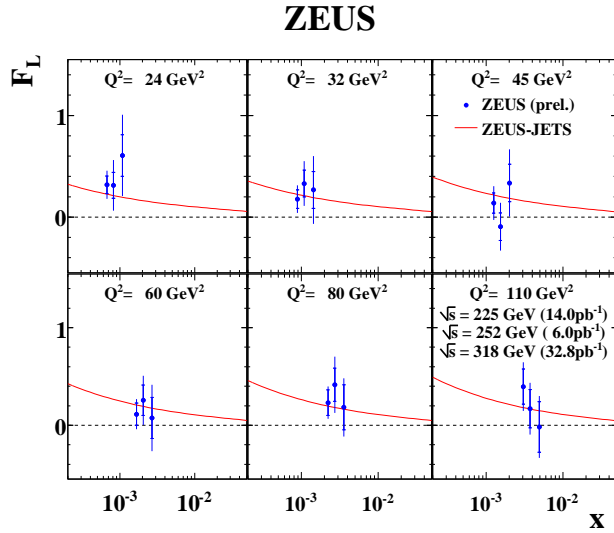 ZEUS
F_L
Q²= 24 GeV²
Q²= 32 GeV²
Q²= 45 GeV²
ZEUS (prel.)
ZEUS-JETS
1
0
Q²= 60 GeV²
Q²= 80 GeV²
Q²= 110 GeV²
√s = 225 GeV (14.0pb⁻¹)
√s = 252 GeV ( 6.0pb⁻¹)
√s = 318 GeV (32.8pb⁻¹)
1
0
10⁻³ 10⁻² 10⁻³ 10⁻² 10⁻³ 10⁻²
x